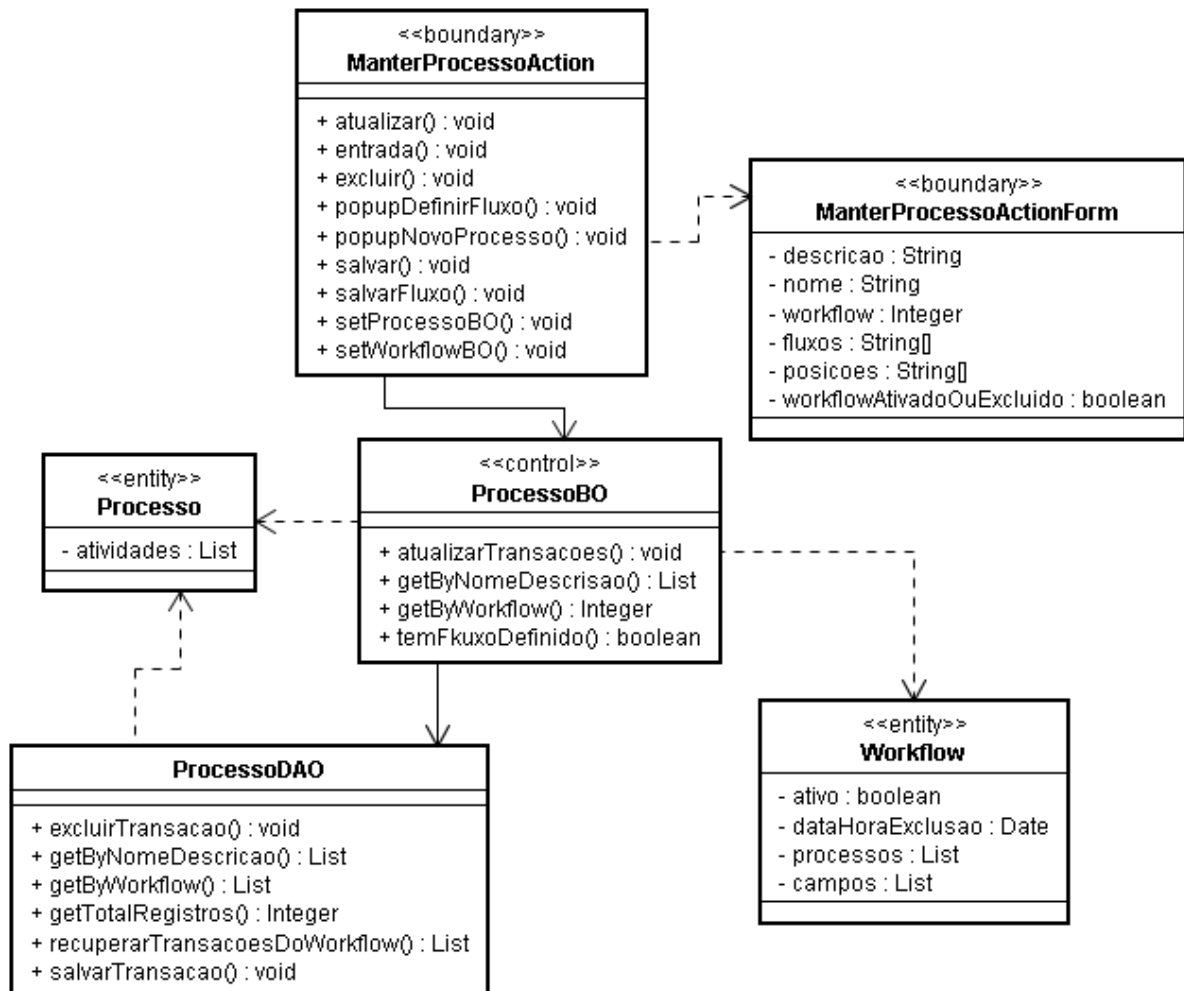 <<boundary>>
ManterProcessoAction
+ atualizar() : void
+ entrada() : void
+ excluir() : void
+ popupDefinirFluxo() : void
+ popupNovoProcesso() : void
+ salvar() : void
+ salvarFluxo() : void
+ setProcessoBO() : void
+ setWorkflowBO() : void
<<boundary>>
ManterProcessoActionForm
- descricao : String
- nome : String
- workflow : Integer
- fluxos : String[]
- posicoes : String[]
- workflowAtivadoOuExcluido : boolean
<<entity>>
Processo
- atividades : List
<<control>>
ProcessoBO
+ atualizarTransacoes() : void
+ getByNomeDescrisao() : List
+ getByWorkflow() : Integer
+ temFkuxoDefinido() : boolean
ProcessoDAO
+ excluirTransacao() : void
+ getByNomeDescricao() : List
+ getByWorkflow() : List
+ getTotalRegistros() : Integer
+ recuperarTransacoesDoWorkflow() : List
+ salvarTransacao() : void
<<entity>>
Workflow
- ativo : boolean
- dataHoraExclusao : Date
- processos : List
- campos : List